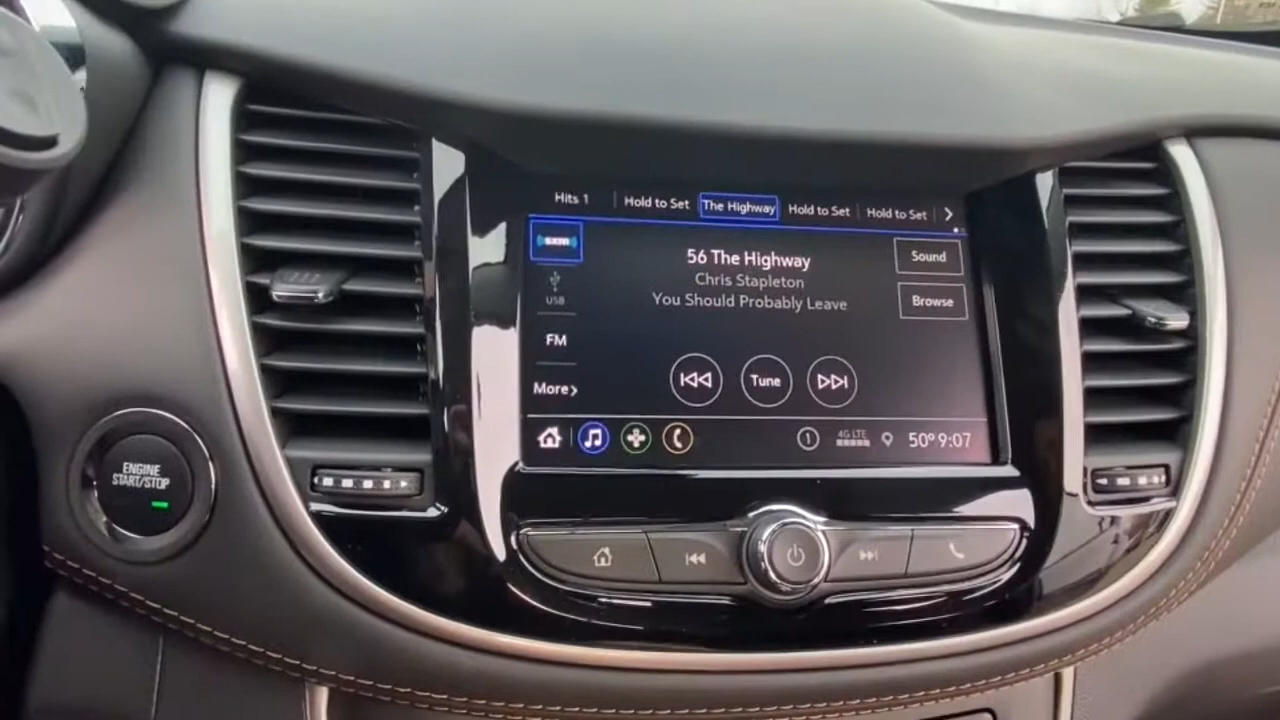 Hits 1
Hold to Set
The Highway
Hold to Set
Hold to Set
sxm
Sound
56 The Highway
Chris Stapleton
You Should Probably Leave
USB
Browse
FM
More
Tune
1
4G LTE
50° 9:07
ENGINE
START/STOP